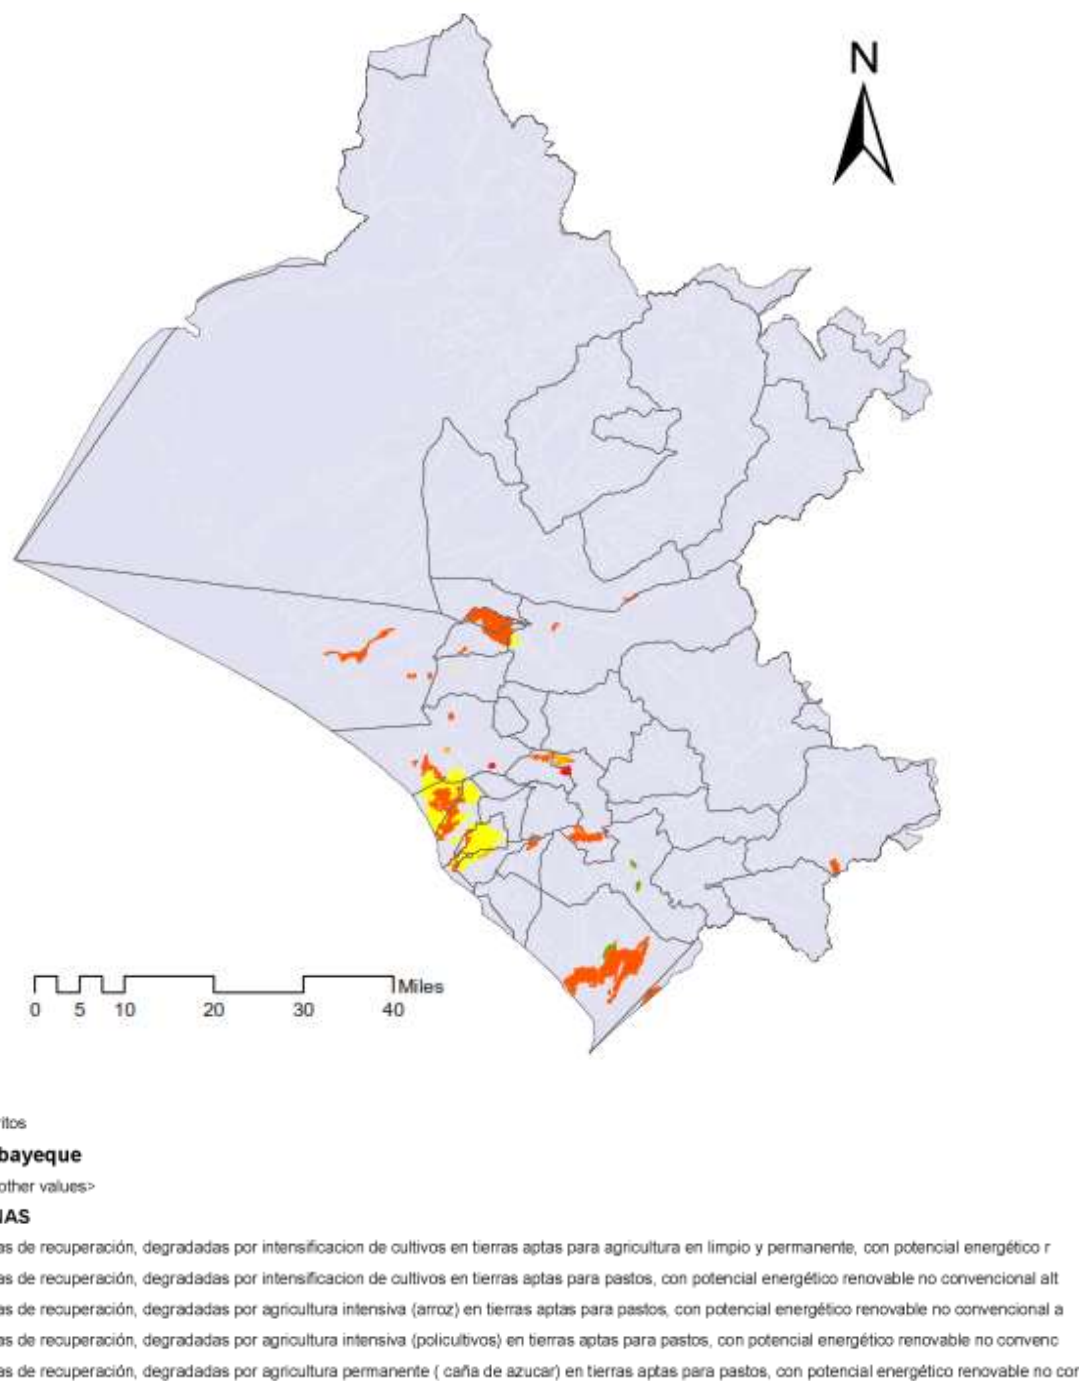 N
Miles
0 5 10 20 30 40
itos
bayeque
other values>
NAS
as de recuperación, degradadas por intensificacion de cultivos en tierras aptas para agricultura en limpio y permanente, con potencial energético r
as de recuperación, degradadas por intensificacion de cultivos en tierras aptas para pastos, con potencial energético renovable no convencional alt
as de recuperación, degradadas por agricultura intensiva (arroz) en tierras aptas para pastos, con potencial energético renovable no convencional a
as de recuperación, degradadas por agricultura intensiva (policultivos) en tierras aptas para pastos, con potencial energético renovable no convenc
as de recuperación, degradadas por agricultura permanente ( caña de azucar) en tierras aptas para pastos, con potencial energético renovable no cor